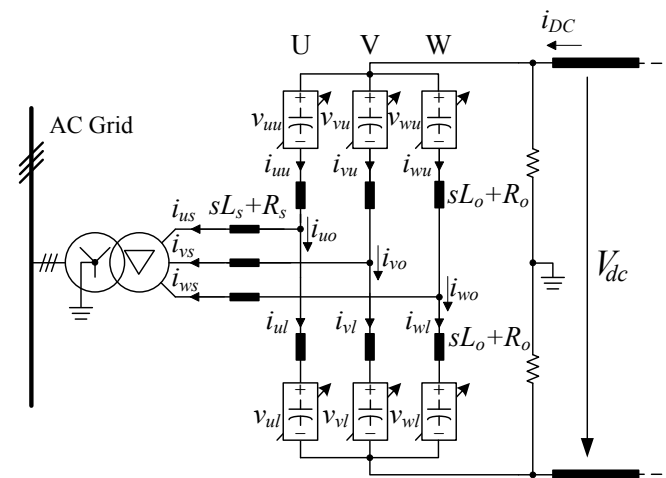 i_DC
U V W
AC Grid
v_uu v_vu v_wu
i_uu i_vu i_wu
sL_s+R_s sL_o+R_o
i_us i_uo
i_vs i_vo
V_dc
i_ws i_wo
i_ul i_vl i_wl
sL_o+R_o
v_ul v_vl v_wl